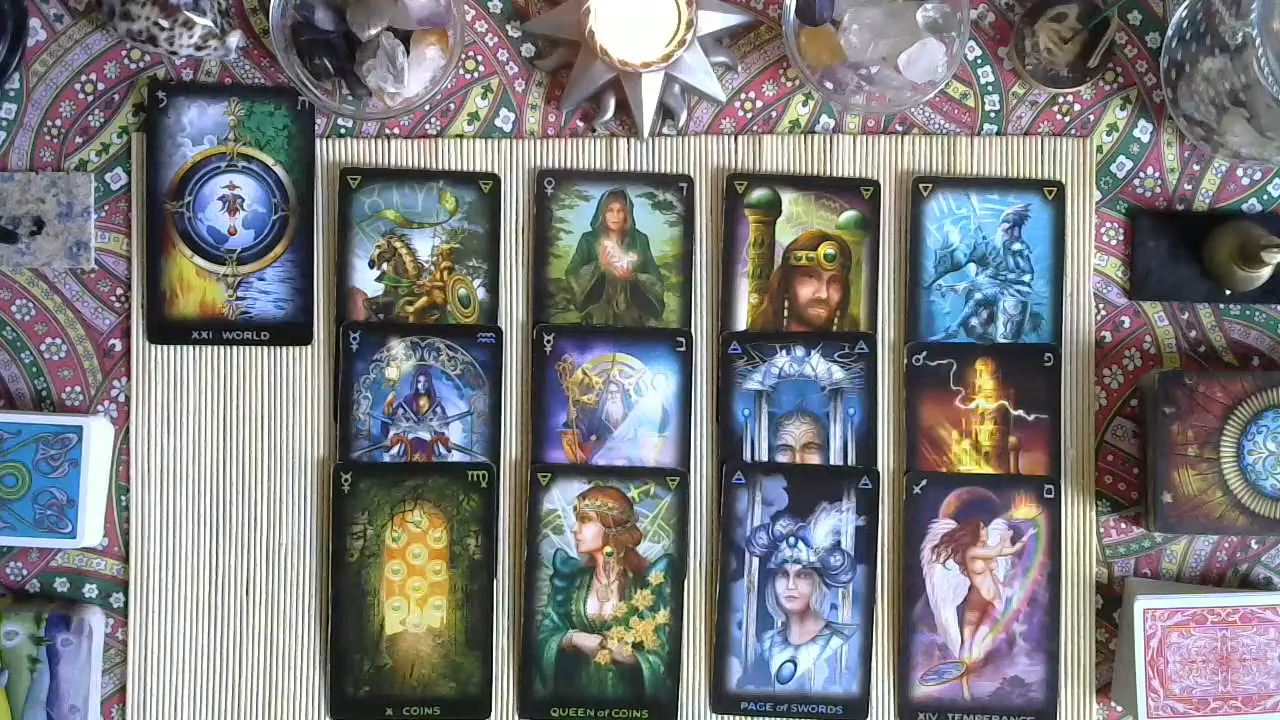 XXI WORLD
X COINS
QUEEN of COINS
PAGE of SWORDS
XIV TEMPERANCE